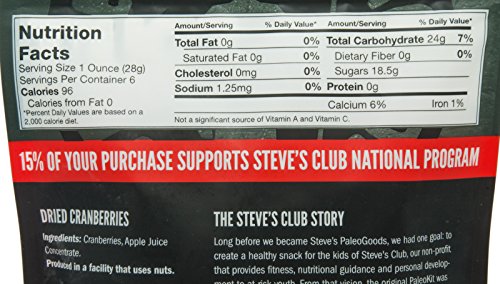 Nutrition
Facts
Serving Size 1 Ounce (28g)
Servings Per Container 6
Calories 96
Calories from Fat 0
*Percent Daily Values are based on a
2,000 calorie diet.
Amount/Serving % Daily Value*
Total Fat 0g 0%
Saturated Fat 0g 0%
Cholesterol 0mg 0%
Sodium 1.25mg 0%
Amount/Serving % Daily Value*
Total Carbohydrate 24g 7%
Dietary Fiber 0g 0%
Sugars 18.5g
Protein 0g
Calcium 6% Iron 1%
Not a significant source of Vitamin A and Vitamin C.
15% OF YOUR PURCHASE SUPPORTS STEVE'S CLUB NATIONAL PROGRAM
DRIED CRANBERRIES
Ingredients: Cranberries, Apple Juice
Concentrate.
Produced in a facility that uses nuts.
THE STEVE'S CLUB STORY
Long before we became Steve's PaleoGoods, we had one goal: to
create a healthy snack for the kids of Steve's Club, our non-profit
that provides fitness, nutritional guidance and personal develop-
ment to at risk youth. From that vision, the original PaleoKit was